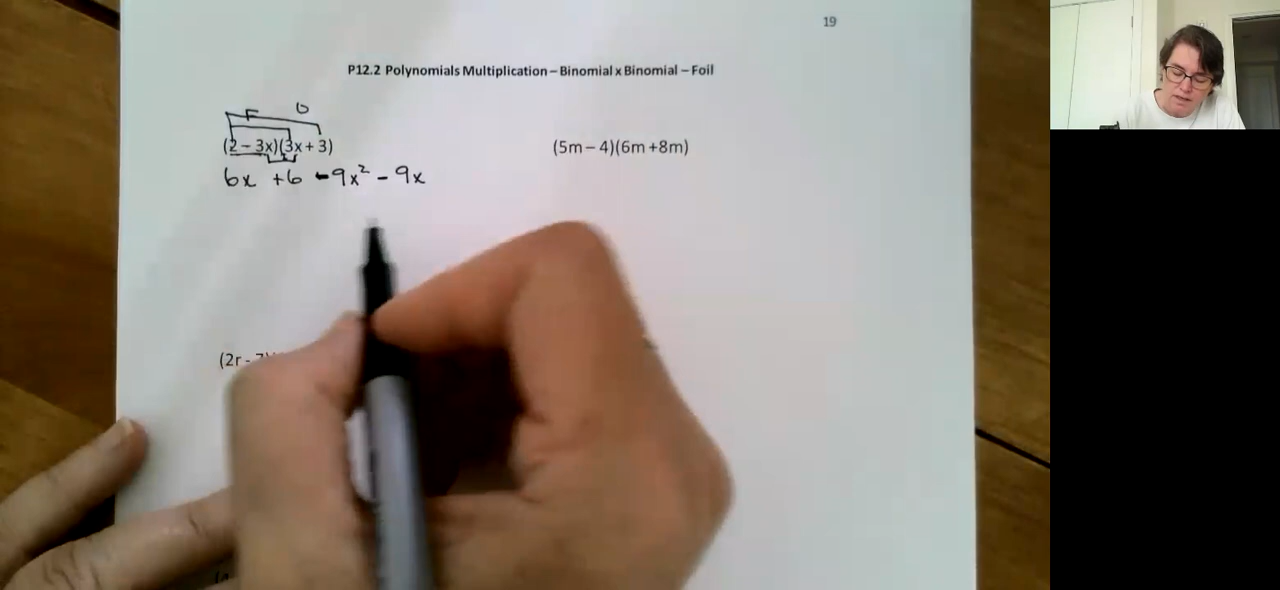 19
P12.2 Polynomials Multiplication – Binomial x Binomial – Foil
F O
(2 – 3x)(3x + 3)
(5m – 4)(6m +8m)
6x +6 -9x² - 9x
(2r -